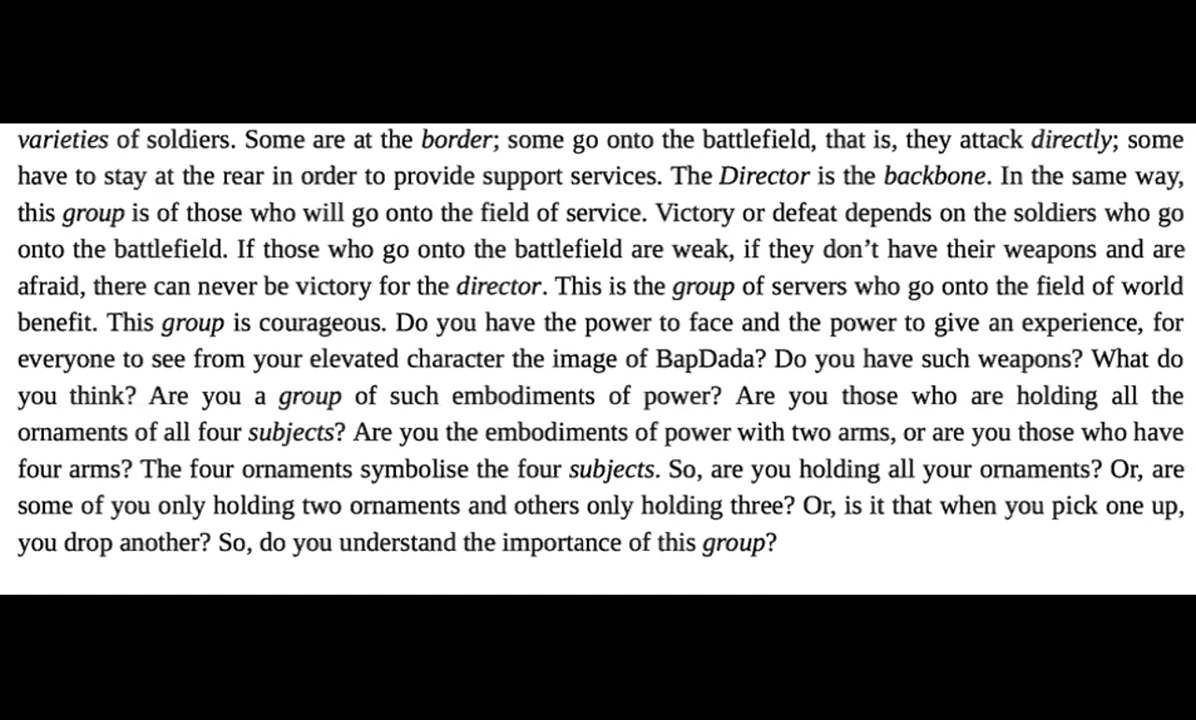 varieties of soldiers. Some are at the border; some go onto the battlefield, that is, they attack directly; some
have to stay at the rear in order to provide support services. The Director is the backbone. In the same way,
this group is of those who will go onto the field of service. Victory or defeat depends on the soldiers who go
onto the battlefield. If those who go onto the battlefield are weak, if they don’t have their weapons and are
afraid, there can never be victory for the director. This is the group of servers who go onto the field of world
benefit. This group is courageous. Do you have the power to face and the power to give an experience, for
everyone to see from your elevated character the image of BapDada? Do you have such weapons? What do
you think? Are you a group of such embodiments of power? Are you those who are holding all the
ornaments of all four subjects? Are you the embodiments of power with two arms, or are you those who have
four arms? The four ornaments symbolise the four subjects. So, are you holding all your ornaments? Or, are
some of you only holding two ornaments and others only holding three? Or, is it that when you pick one up,
you drop another? So, do you understand the importance of this group?